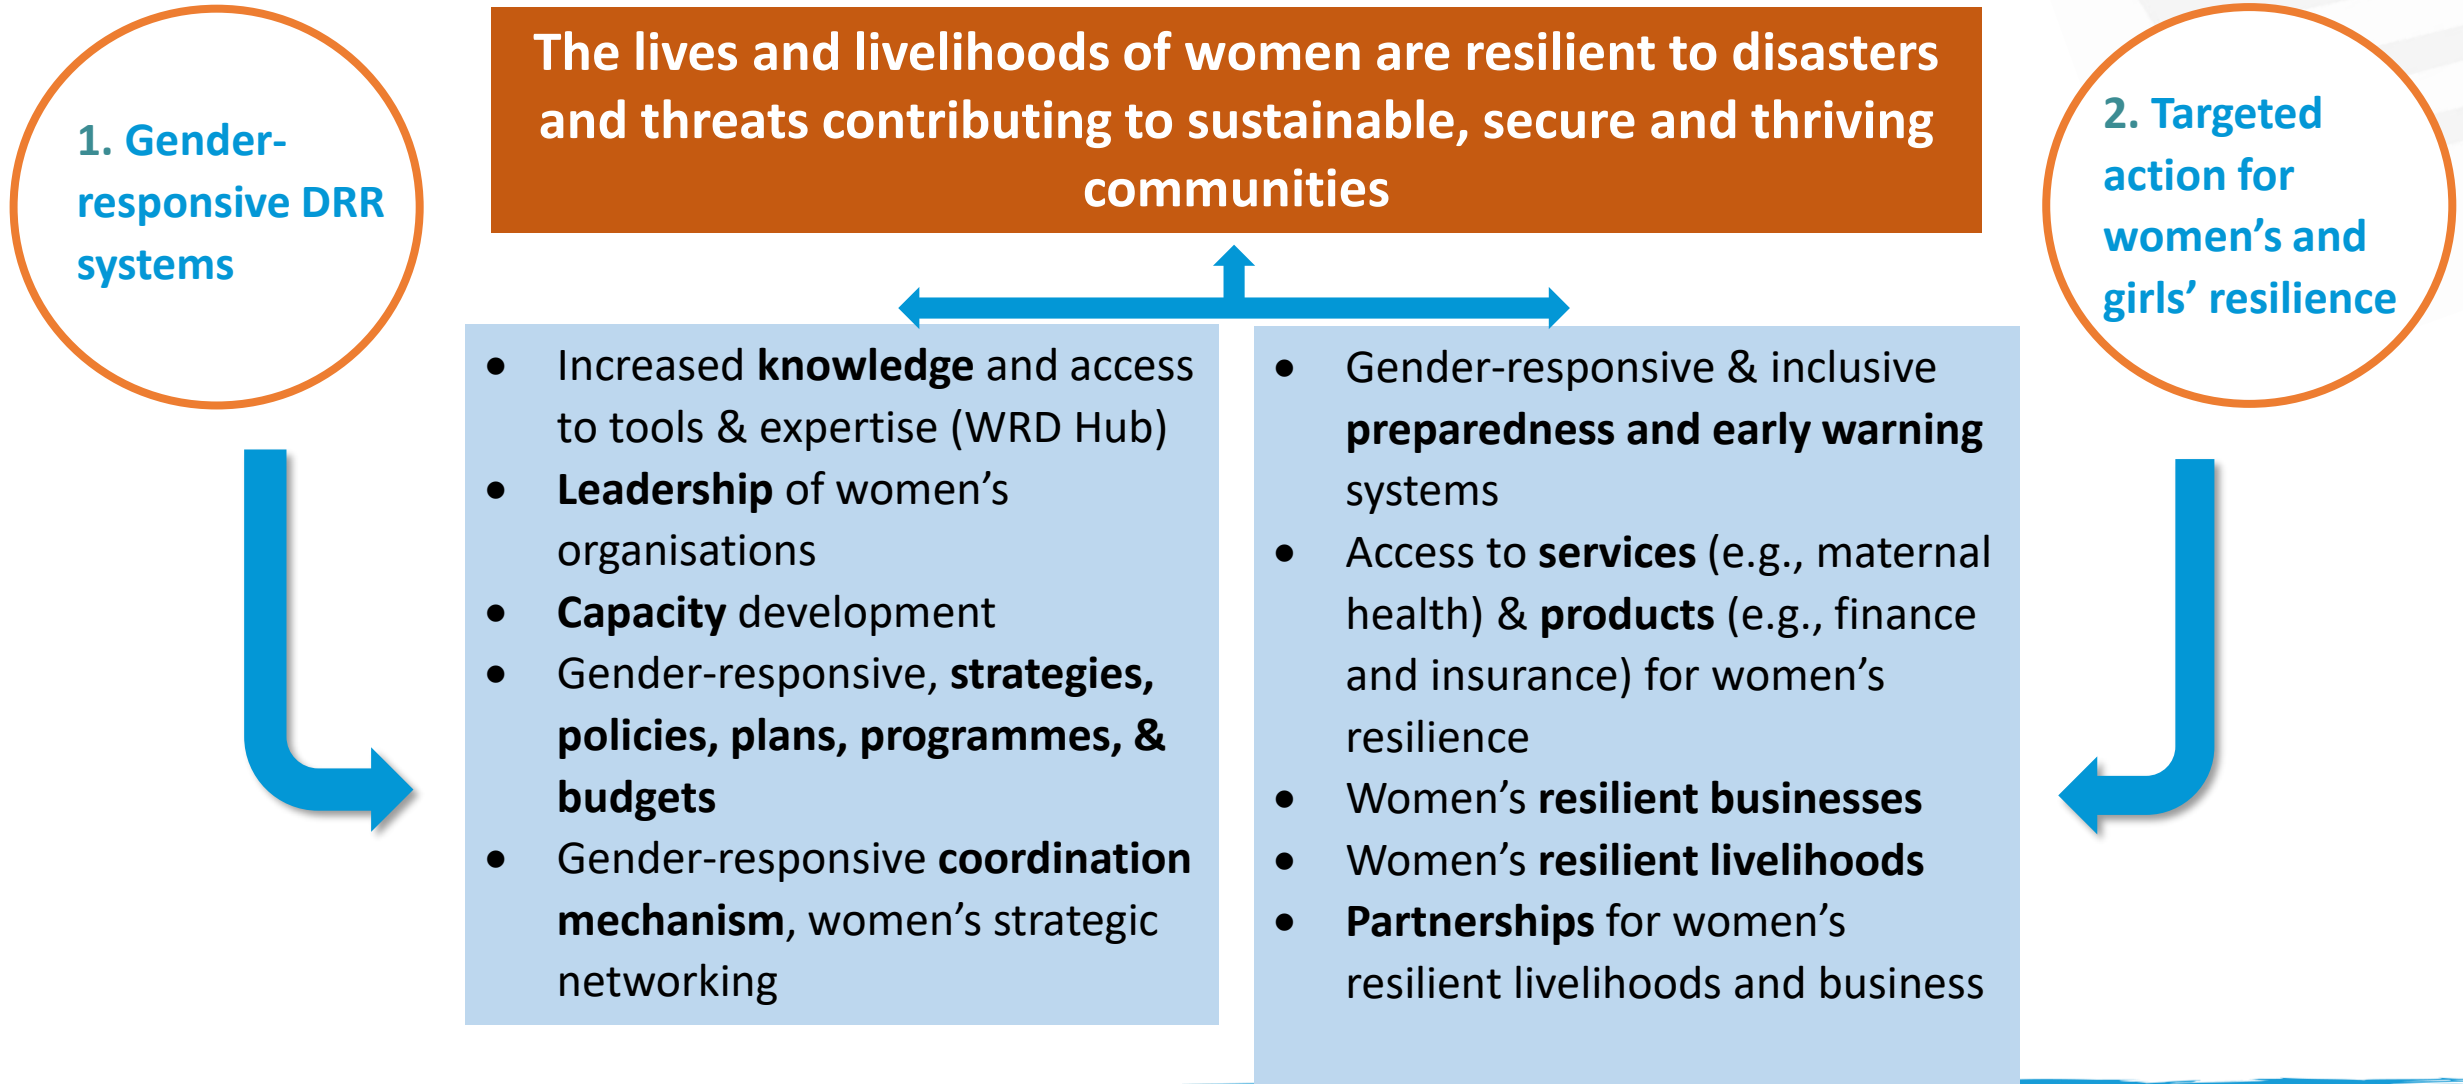 The lives and livelihoods of women are resilient to disasters
and threats contributing to sustainable, secure and thriving
communities
1. Gender-
responsive DRR
systems
2. Targeted
action for
women’s and
girls’ resilience
• Increased knowledge and access
to tools & expertise (WRD Hub)
• Leadership of women’s
organisations
• Capacity development
• Gender-responsive, strategies,
policies, plans, programmes, &
budgets
• Gender-responsive coordination
mechanism, women’s strategic
networking
• Gender-responsive & inclusive
preparedness and early warning
systems
• Access to services (e.g., maternal
health) & products (e.g., finance
and insurance) for women’s
resilience
• Women’s resilient businesses
• Women’s resilient livelihoods
• Partnerships for women’s
resilient livelihoods and business